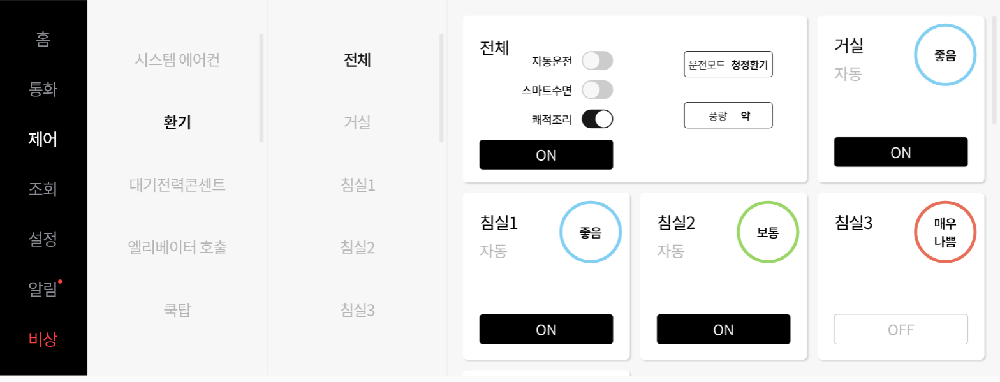 홈
통화
제어
조회
설정
알림
비상
시스템 에어컨
환기
대기전력콘센트
엘리베이터 호출
쿡탑
전체
거실
침실1
침실2
침실3
전체
자동운전
스마트수면
쾌적조리
운전모드 청정환기
풍량 약
ON
거실
자동
좋음
ON
침실1
자동
좋음
ON
침실2
자동
보통
ON
침실3
매우
나쁨
OFF